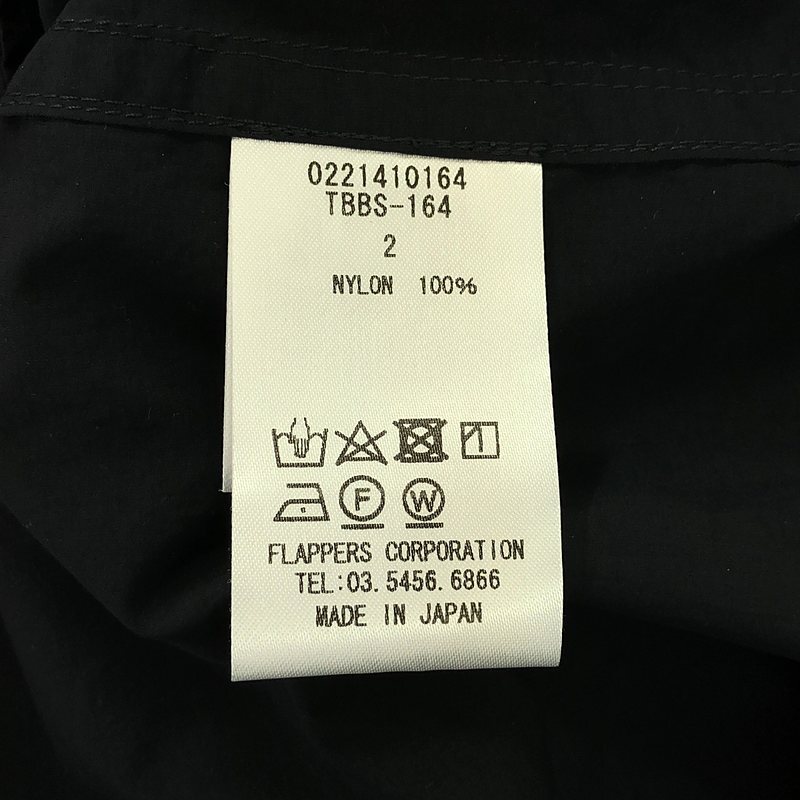 0221410164
TBBS-164
2
NYLON 100%
F W
FLAPPERS CORPORATION
TEL:03.5456.6866
MADE IN JAPAN